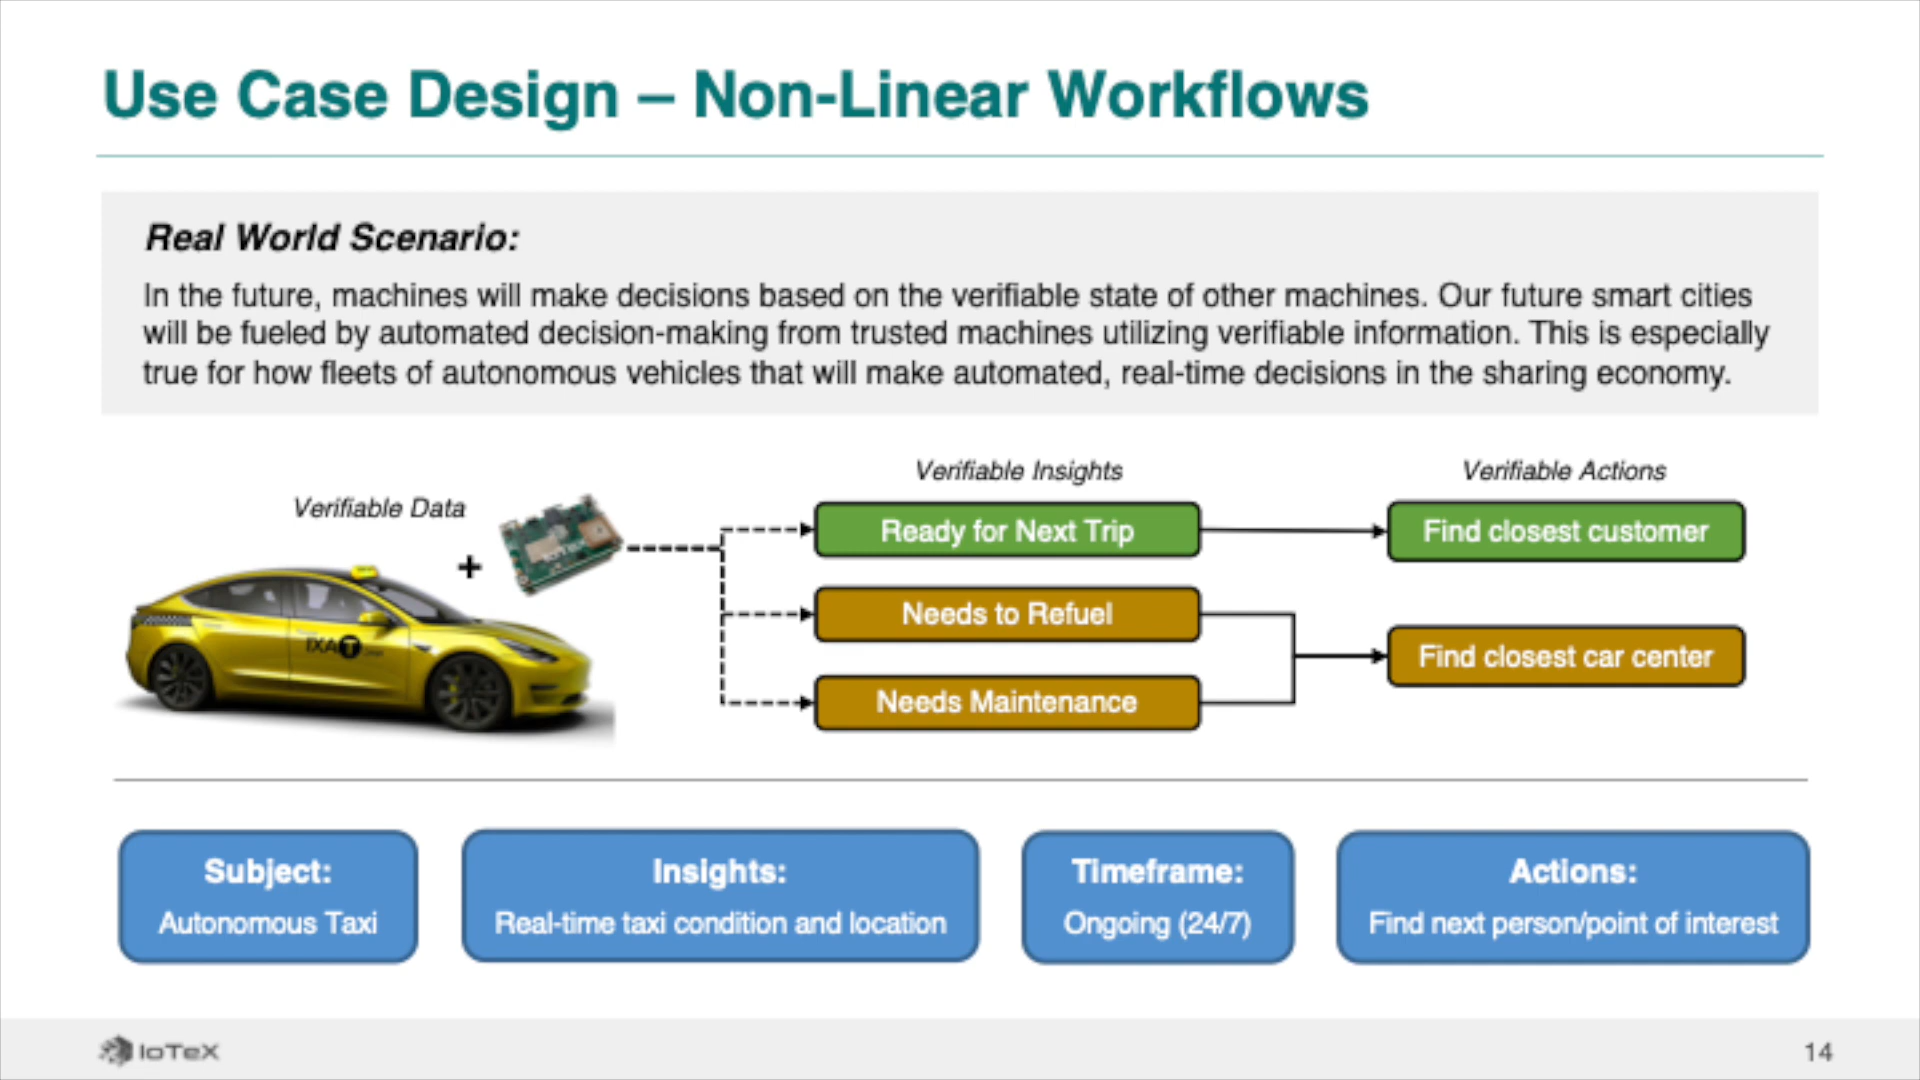 Use Case Design – Non-Linear Workflows
Real World Scenario:
In the future, machines will make decisions based on the verifiable state of other machines. Our future smart cities
will be fueled by automated decision-making from trusted machines utilizing verifiable information. This is especially
true for how fleets of autonomous vehicles that will make automated, real-time decisions in the sharing economy.
Verifiable Data
+
Verifiable Insights
Verifiable Actions
Ready for Next Trip
Find closest customer
Needs to Refuel
Find closest car center
Needs Maintenance
IXAT
Subject:
Autonomous Taxi
Insights:
Real-time taxi condition and location
Timeframe:
Ongoing (24/7)
Actions:
Find next person/point of interest
IoTeX
14